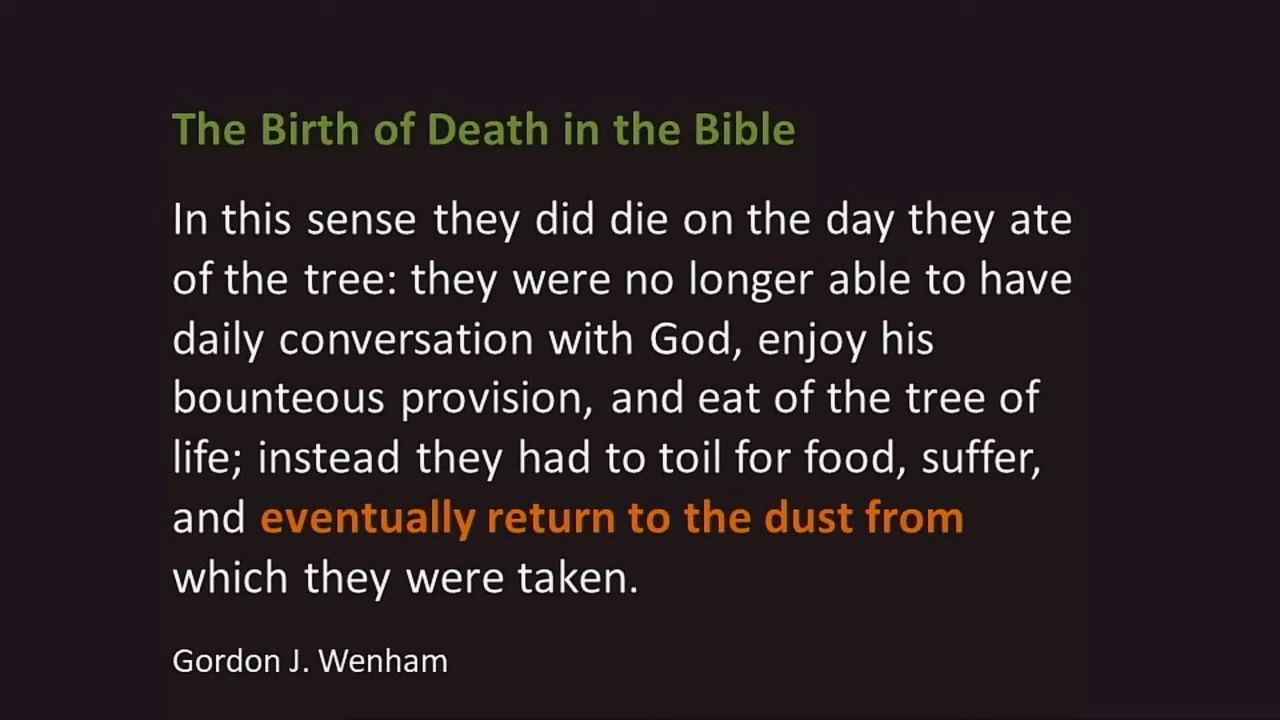 The Birth of Death in the Bible
In this sense they did die on the day they ate
of the tree: they were no longer able to have
daily conversation with God, enjoy his
bounteous provision, and eat of the tree of
life; instead they had to toil for food, suffer,
and eventually return to the dust from
which they were taken.
Gordon J. Wenham